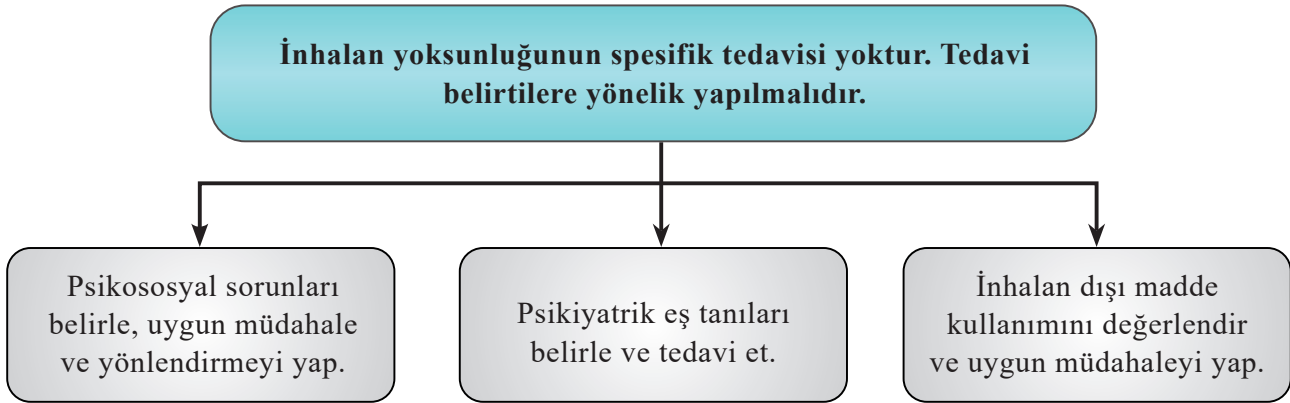 İnhalan yoksunluğunun spesifik tedavisi yoktur. Tedavi
belirtilere yönelik yapılmalıdır.
Psikososyal sorunları
belirle, uygun müdahale
ve yönlendirmeyi yap.
Psikiyatrik eş tanıları
belirle ve tedavi et.
İnhalan dışı madde
kullanımını değerlendir
ve uygun müdahaleyi yap.